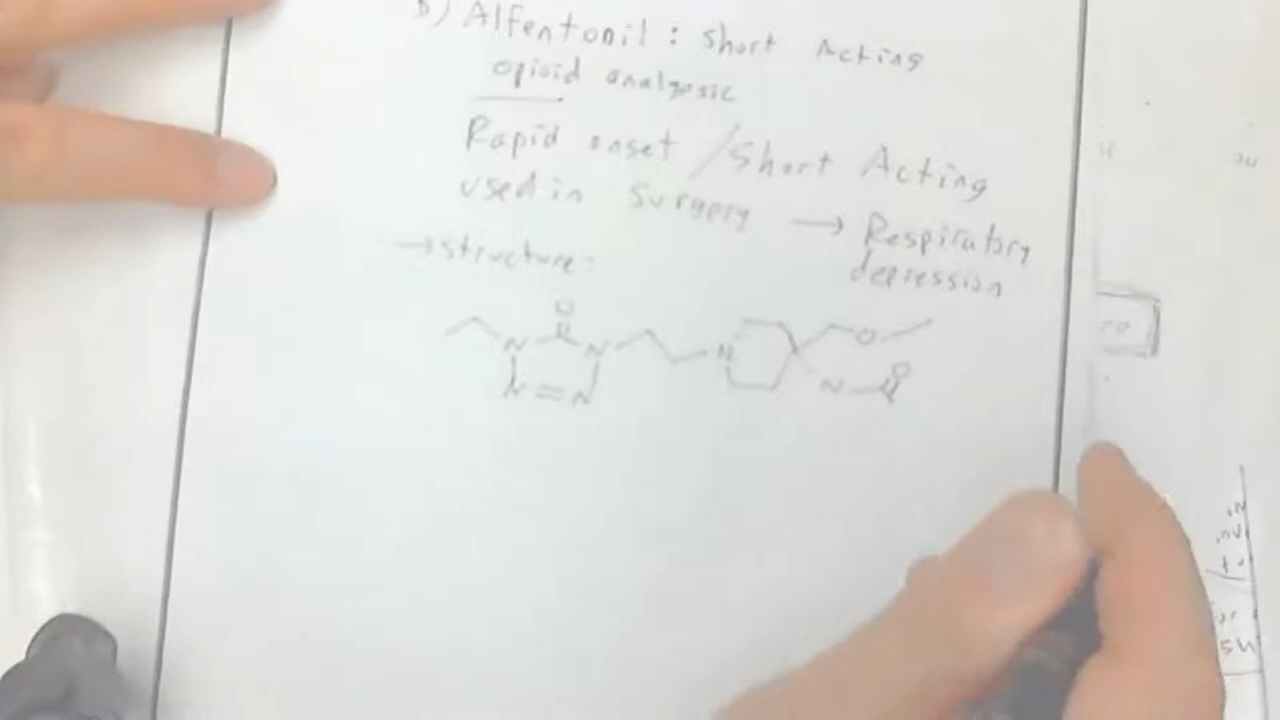 b) Alfentanil : short Acting
opioid analgesic
Rapid onset / Short Acting
used in surgery → Respiratory
depression
→ structure:
O
N N N O
N = N N O